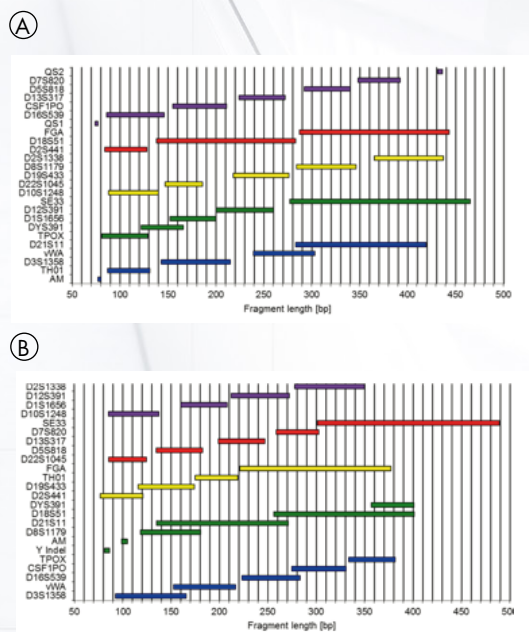 A
QS2
D7S820
D5S818
D13S317
CSF1PO
D16S539
QS1
FGA
D18S51
D2S441
D2S1338
D8S1179
D19S433
D22S1045
D10S1248
SE33
D12S391
D1S1656
DYS391
TPOX
D21S11
vWA
D3S1358
TH01
AM
50 100 150 200 250 300 350 400 450 500
Fragment length [bp]
B
D2S1338
D12S391
D1S1656
D10S1248
SE33
D7S820
D13S317
D5S818
D22S1045
FGA
TH01
D19S433
D2S441
DYS391
D18S51
D21S11
D8S1179
AM
Y Indel
TPOX
CSF1PO
D16S539
vWA
D3S1358
50 100 150 200 250 300 350 400 450 500
Fragment length [bp]